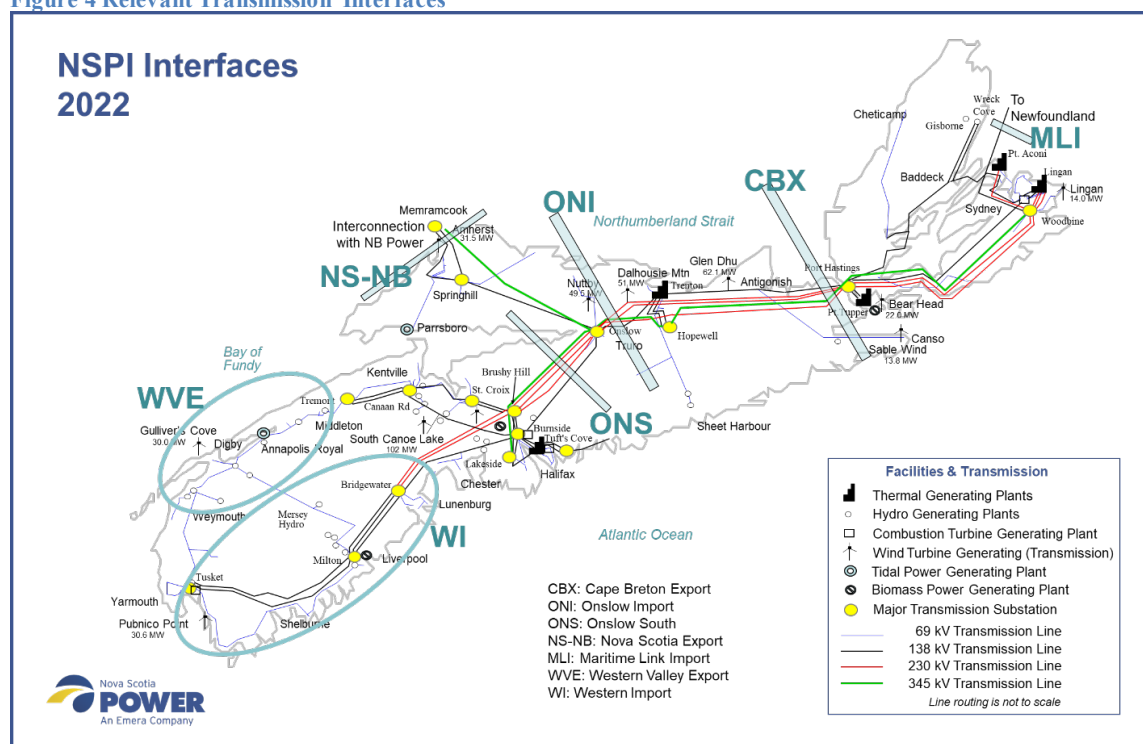 Figure 4 Relevant Transmission Interfaces
NSPI Interfaces
2022
Wreck
Cove
To
Newfoundland
Cheticamp
Gisborne
MLI
Pt. Aconi
Lingan
Baddeck
Lingan
14.0 MW
Sydney
Woodbine
CBX
ONI
Northumberland Strait
Memramcook
Interconnection
with NB Power
Amherst
31.5 MW
NS-NB
Springhill
Glen Dhu
62.1 MW
Dalhousie Mtn
51 MW
Trenton
Antigonish
Port Hastings
Nuttby
49.5 MW
Bear Head
22.0 MW
Pt Tupper
Parrsboro
Onslow
Truro
Hopewell
Canso
Sable Wind
13.8 MW
Bay of
Fundy
Kentville
Brushy Hill
St. Croix
WVE
Tremont
Canaan Rd
ONS
Middleton
Burnside
Tuft's Cove
Sheet Harbour
Gulliver's Cove
30.0 MW
Digby
Annapolis Royal
South Canoe Lake
102 MW
Lakeside
Halifax
Chester
Bridgewater
Lunenburg
Weymouth
Mersey
Hydro
WI
Atlantic Ocean
Milton
Liverpool
Tusket
Yarmouth
Pubnico Point
30.6 MW
Shelburne
CBX: Cape Breton Export
ONI: Onslow Import
ONS: Onslow South
NS-NB: Nova Scotia Export
MLI: Maritime Link Import
WVE: Western Valley Export
WI: Western Import
Facilities & Transmission
Thermal Generating Plants
Hydro Generating Plants
Combustion Turbine Generating Plant
Wind Turbine Generating (Transmission)
Tidal Power Generating Plant
Biomass Power Generating Plant
Major Transmission Substation
69 kV Transmission Line
138 kV Transmission Line
230 kV Transmission Line
345 kV Transmission Line
Line routing is not to scale
Nova Scotia
POWER
An Emera Company